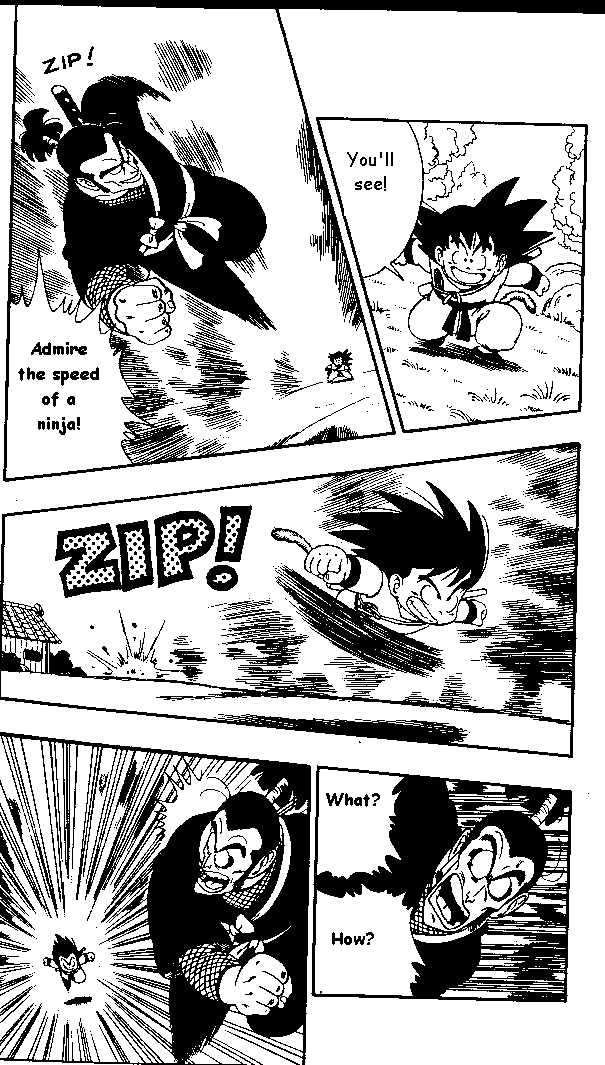 ZIP!
Admire
the speed
of a
ninja!
You'll
see!
ZIP!
What?
How?